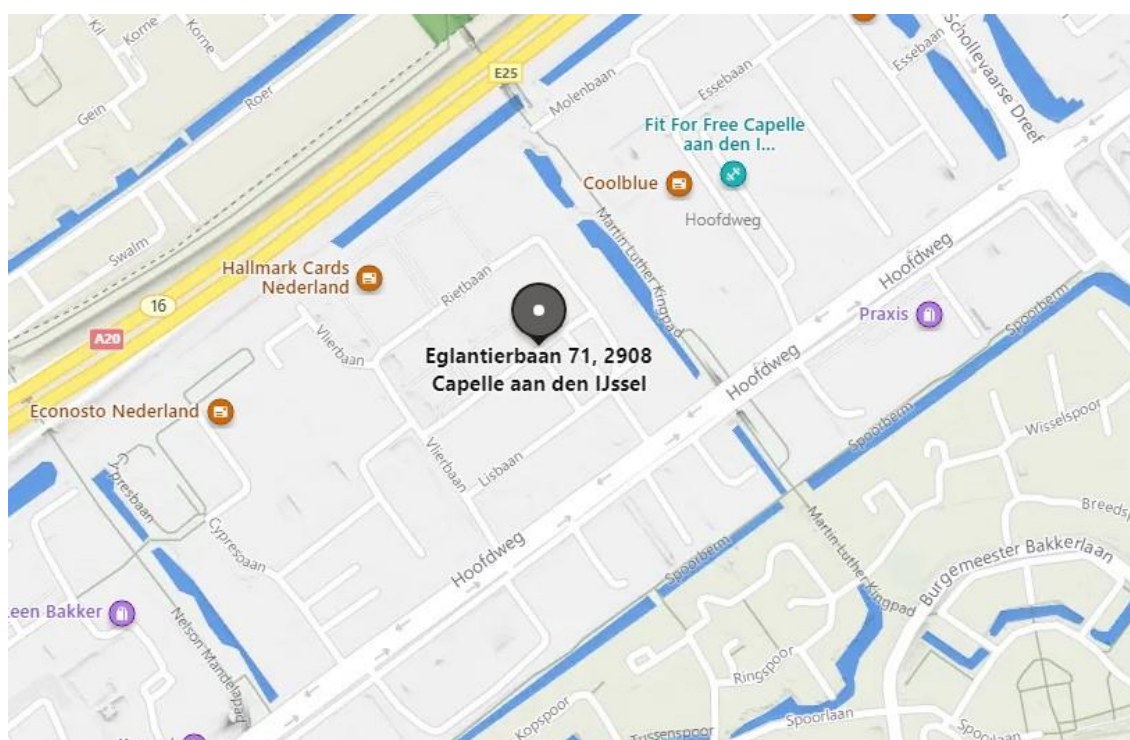 Kil
Korne
Korne
Gein
Roer
Swalm
E25
Molenbaan
Essebaan
Essebaan
Schollevaarse Dreef
Fit For Free Capelle
aan den I...
Coolblue
Hoofdweg
Martin Luther Kingpad
Hoofdweg
Hallmark Cards
Nederland
Rietbaan
16
A20
Vlierbaan
Praxis
Spoorberm
Eglantierbaan 71, 2908
Capelle aan den IJssel
Hoofdweg
Econosto Nederland
Vlierbaan
Lisbaan
Spoorberm
Wisselspoor
Cypresbaan
Cypresbaan
Hoofdweg
Spoorberm
Martin Luther Kingpad
Breedsp
Burgemeester Bakkerlaan
een Bakker
Nelson Mandelapad
Ringspoor
Kopspoor
Trissenspoor
Spoorlaan
Spoorlaan